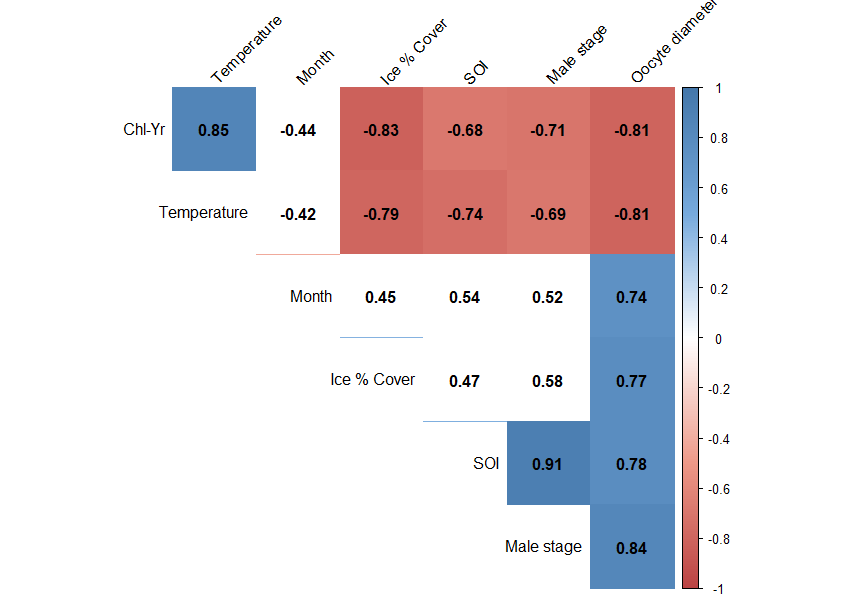 Temperature
Month
Ice % Cover
SOI
Male stage
Oocyte diameter
Chl-Yr 0.85 -0.44 -0.83 -0.68 -0.71 -0.81
Temperature -0.42 -0.79 -0.74 -0.69 -0.81
Month 0.45 0.54 0.52 0.74
Ice % Cover 0.47 0.58 0.77
SOI 0.91 0.78
Male stage 0.84
1
0.8
0.6
0.4
0.2
0
-0.2
-0.4
-0.6
-0.8
-1